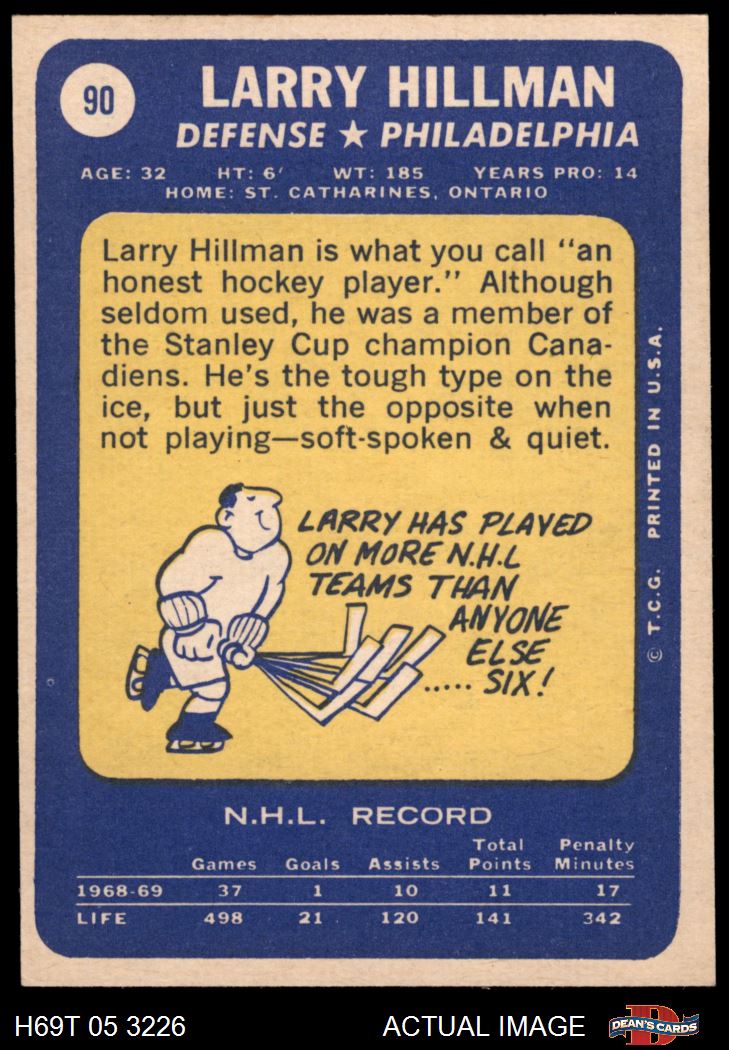 90
LARRY HILLMAN
DEFENSE ★ PHILADELPHIA
AGE: 32 HT: 6' WT: 185 YEARS PRO: 14
HOME: ST. CATHARINES, ONTARIO
Larry Hillman is what you call "an
honest hockey player." Although
seldom used, he was a member of
the Stanley Cup champion Cana-
diens. He's the tough type on the
ice, but just the opposite when
not playing—soft-spoken & quiet.
LARRY HAS PLAYED
ON MORE N.H.L
TEAMS THAN
ANYONE
ELSE
..... SIX!
© T.C.G. PRINTED IN U.S.A.
N.H.L. RECORD
Games Goals Assists Total Points Penalty Minutes
1968-69 37 1 10 11 17
LIFE 498 21 120 141 342
H69T 05 3226 ACTUAL IMAGE D DEAN'S CARDS